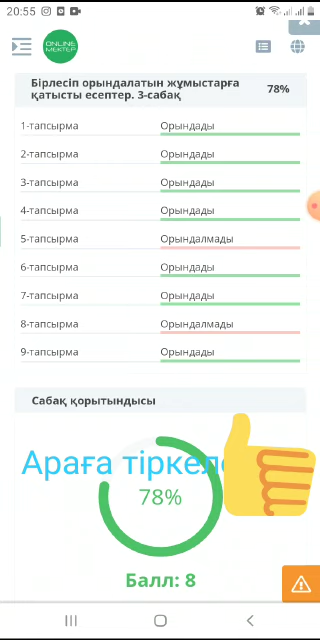 20:55
ONLINE
МЕКТЕР
Бірлесіп орындалатын жұмыстарға
қатысты есептер. 3-сабақ
78%
1-тапсырма Орындады
2-тапсырма Орындады
3-тапсырма Орындады
4-тапсырма Орындады
5-тапсырма Орындалмады
6-тапсырма Орындады
7-тапсырма Орындады
8-тапсырма Орындалмады
9-тапсырма Орындады
Сабақ қорытындысы
Араға
78%
Балл: 8